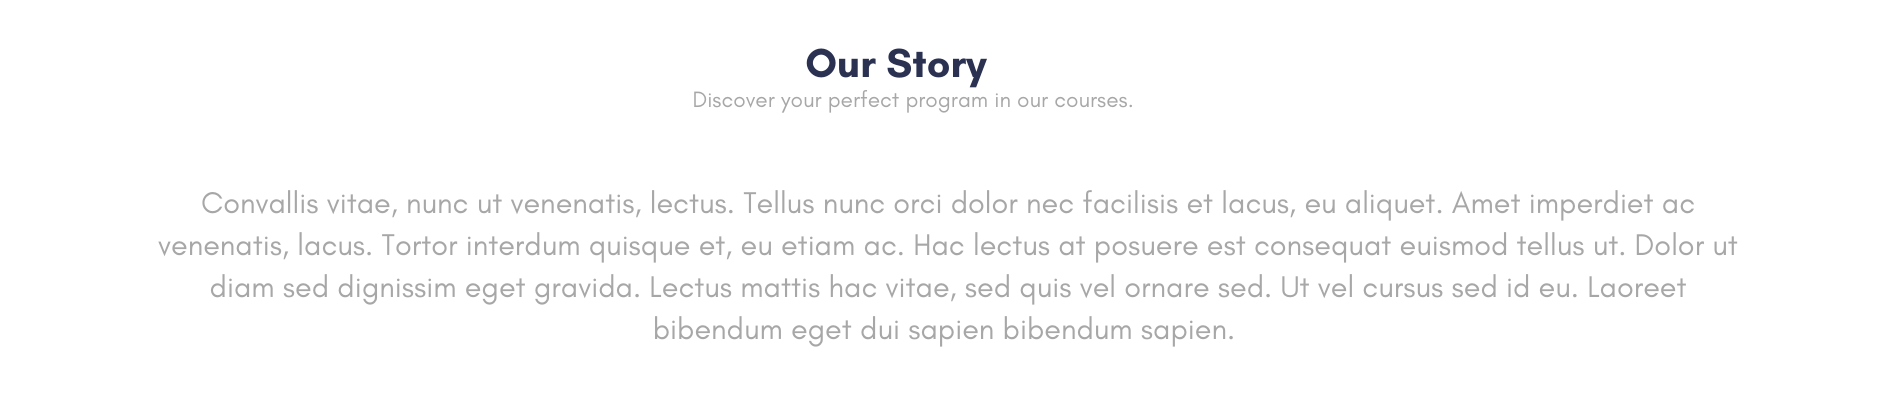 Our Story
Discover your perfect program in our courses.
Convallis vitae, nunc ut venenatis, lectus. Tellus nunc orci dolor nec facilisis et lacus, eu aliquet. Amet imperdiet ac
venenatis, lacus. Tortor interdum quisque et, eu etiam ac. Hac lectus at posuere est consequat euismod tellus ut. Dolor ut
diam sed dignissim eget gravida. Lectus mattis hac vitae, sed quis vel ornare sed. Ut vel cursus sed id eu. Laoreet
bibendum eget dui sapien bibendum sapien.